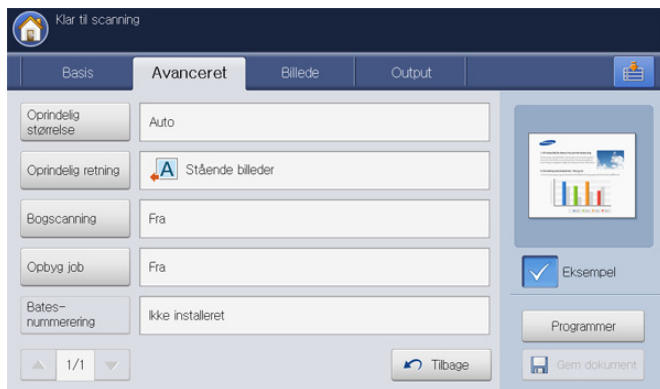 Klar til scanning
Basis
Avanceret
Billede
Output
Oprindelig
størrelse
Auto
Oprindelig retning
A
Stående billeder
Bogscanning
Fra
Opbyg job
Fra
Bates-
nummerering
Ikke installeret
1/1
Tilbage
Eksempel
Programmer
Gem dokument